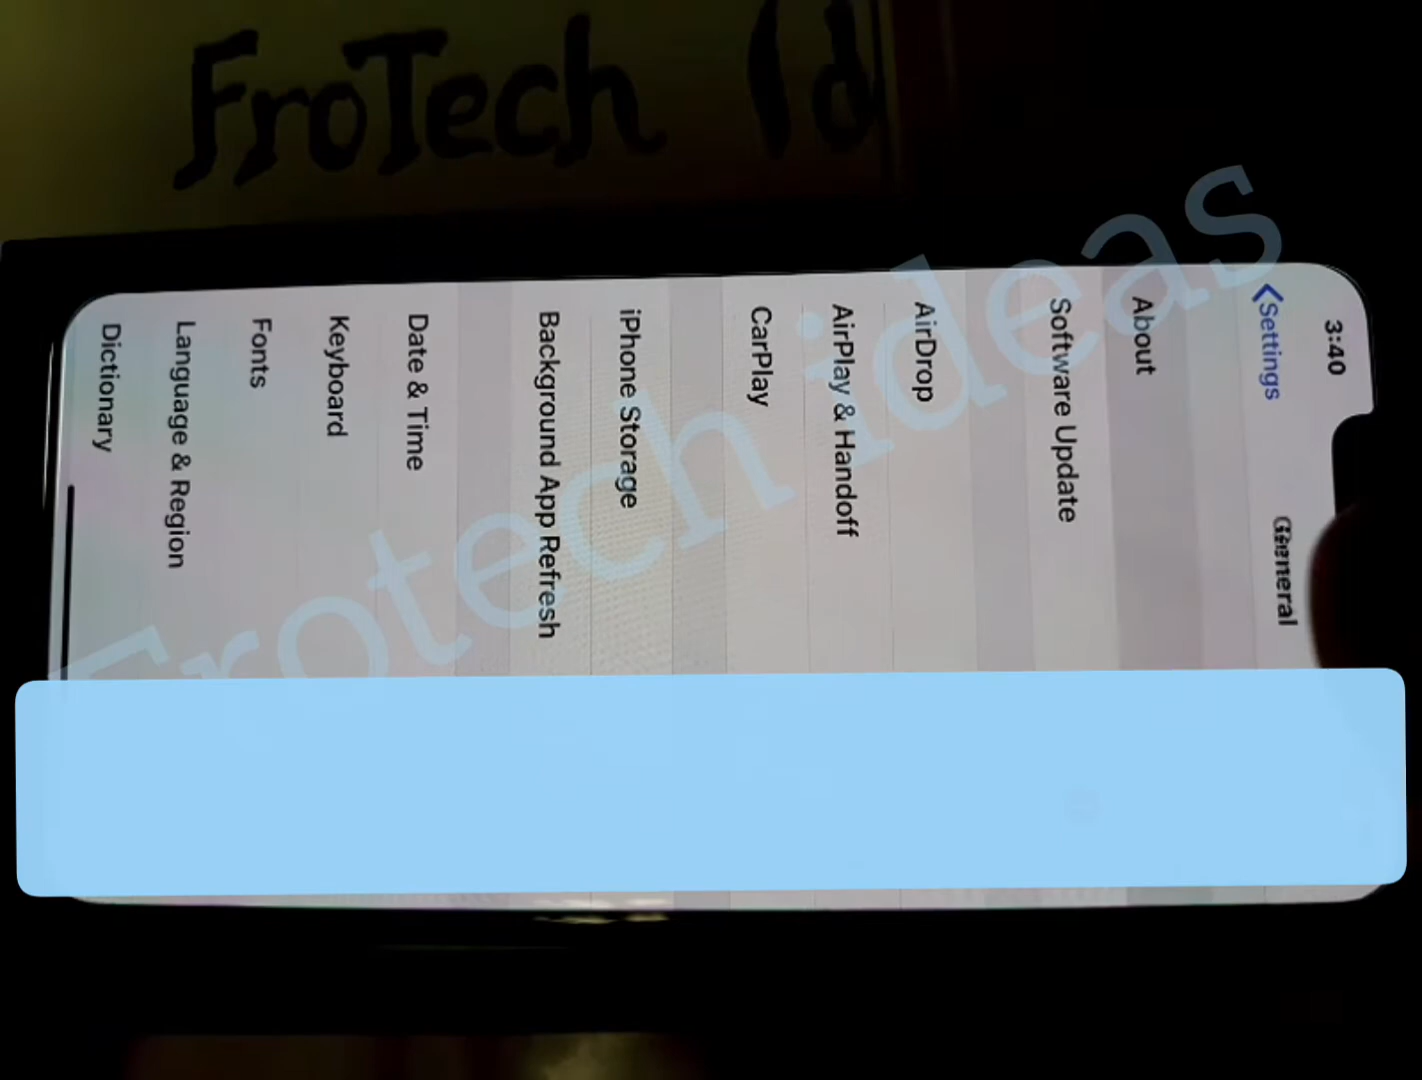 FroTech Id
3:40
Settings
General
About
Software Update
AirDrop
AirPlay & Handoff
CarPlay
iPhone Storage
Background App Refresh
Date & Time
Keyboard
Fonts
Language & Region
Dictionary
Frotech ideas